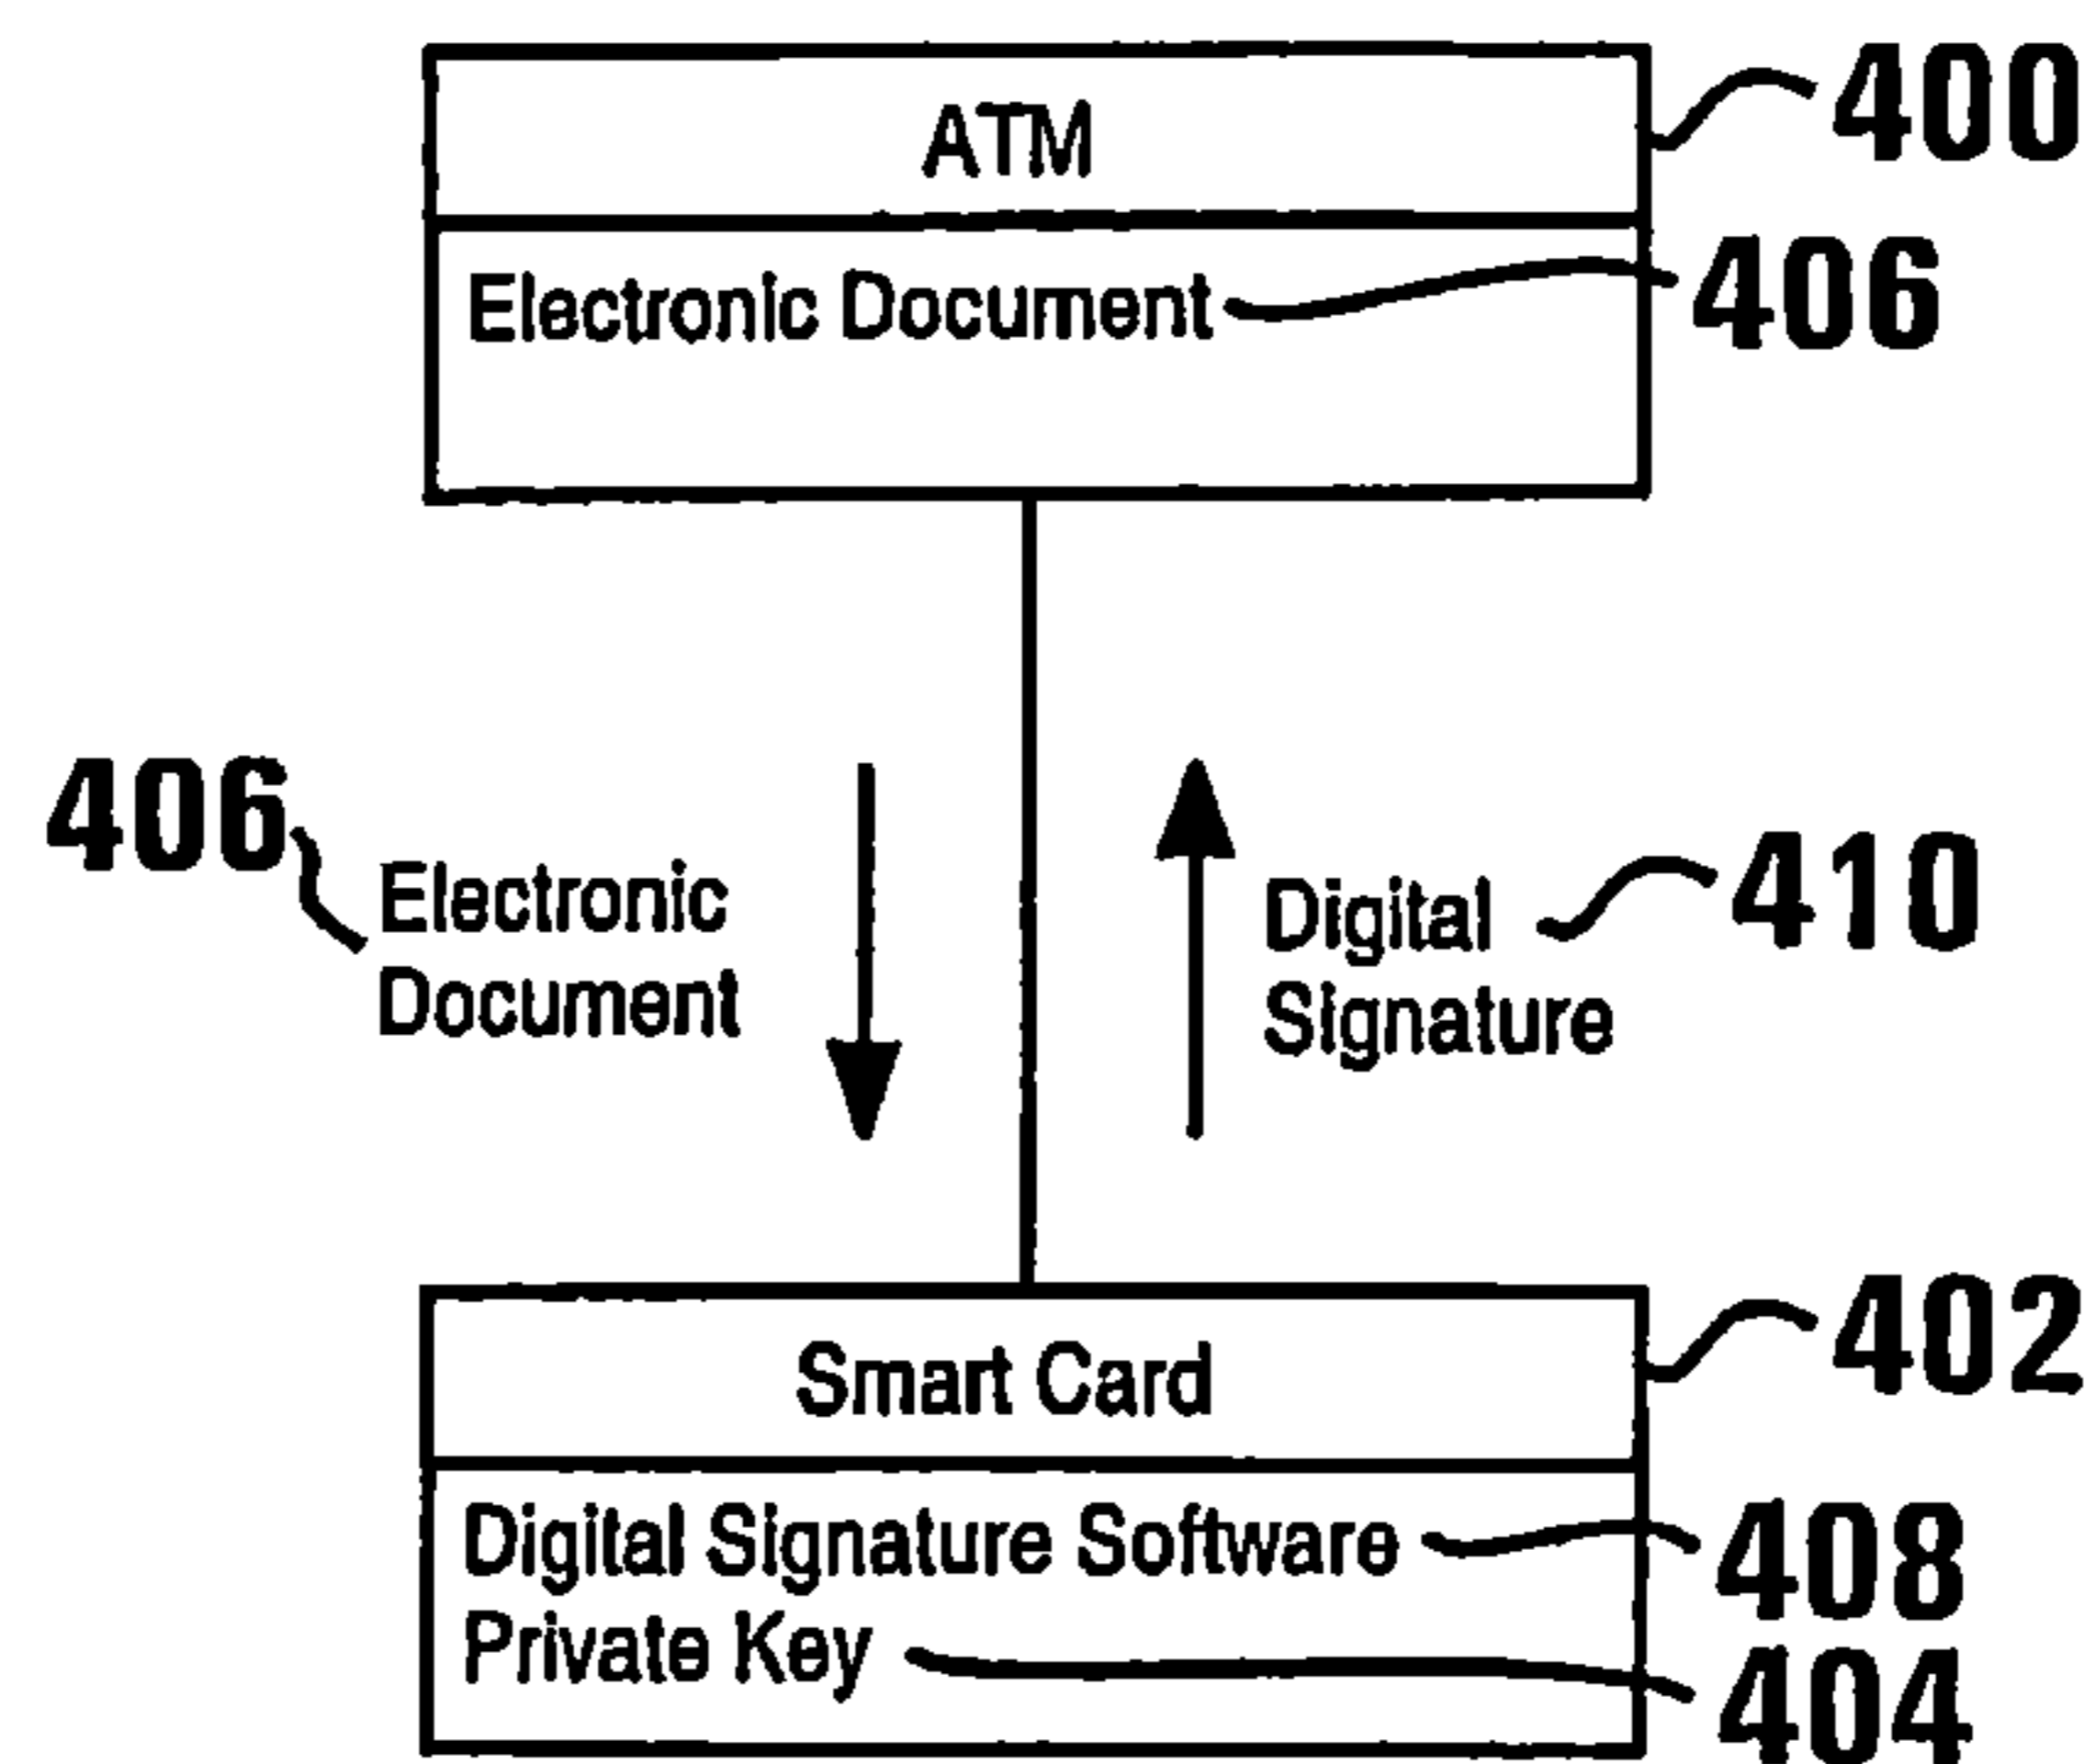 ATM 400
Electronic Document 406
406
Electronic
Document
Digital 410
Signature
Smart Card 402
Digital Signature Software 408
Private Key 404